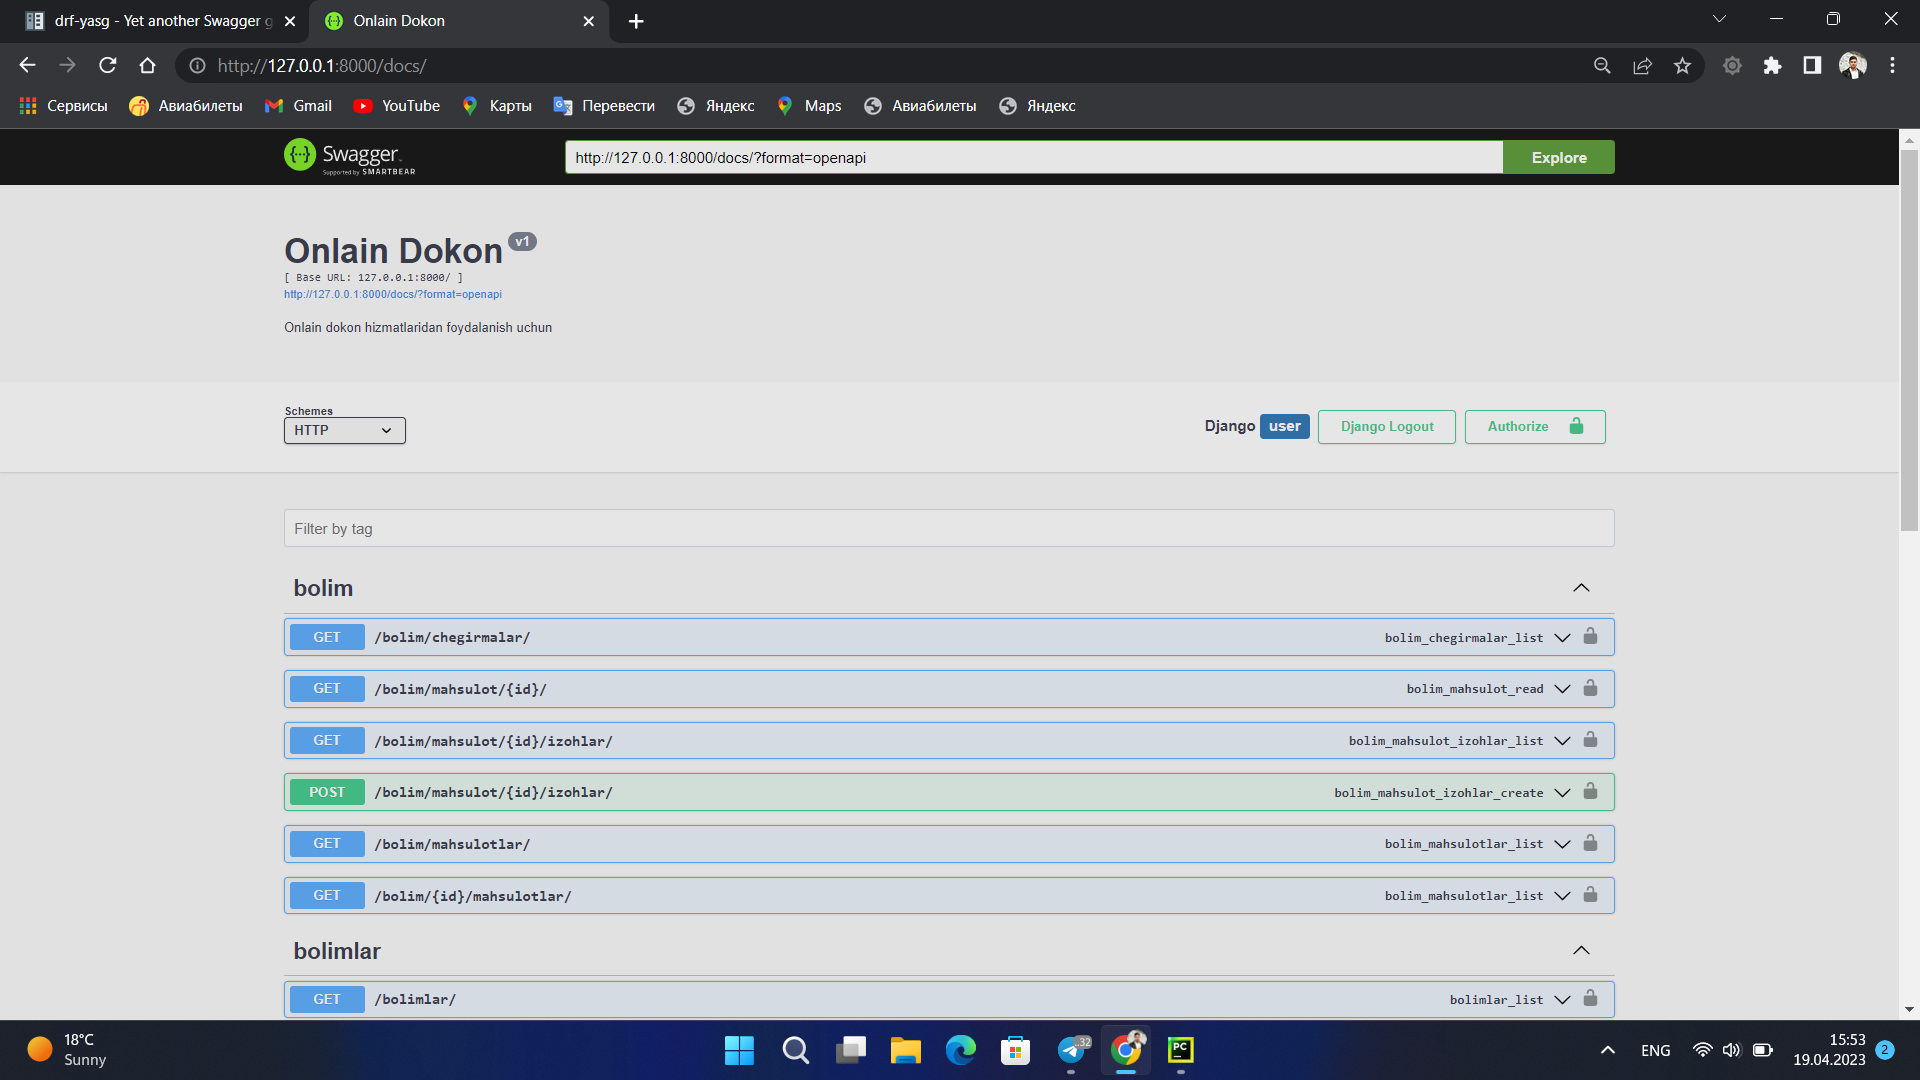 drf-yasg - Yet another Swagger g
Onlain Dokon
http://127.0.0.1:8000/docs/
Сервисы
Авиабилеты
Gmail
YouTube
Карты
Перевести
Яндекс
Maps
Авиабилеты
Яндекс
Swagger
Supported by SMARTBEAR
http://127.0.0.1:8000/docs/?format=openapi
Explore
Onlain Dokon v1
[ Base URL: 127.0.0.1:8000/ ]
http://127.0.0.1:8000/docs/?format=openapi
Onlain dokon hizmatlaridan foydalanish uchun
Schemes
HTTP
Django user
Django Logout
Authorize
Filter by tag
bolim
GET /bolim/chegirmalar/ bolim_chegirmalar_list
GET /bolim/mahsulot/{id}/ bolim_mahsulot_read
GET /bolim/mahsulot/{id}/izohlar/ bolim_mahsulot_izohlar_list
POST /bolim/mahsulot/{id}/izohlar/ bolim_mahsulot_izohlar_create
GET /bolim/mahsulotlar/ bolim_mahsulotlar_list
GET /bolim/{id}/mahsulotlar/ bolim_mahsulotlar_list
bolimlar
GET /bolimlar/ bolimlar_list
18°C
Sunny
.32
PC
ENG
15:53
19.04.2023
2